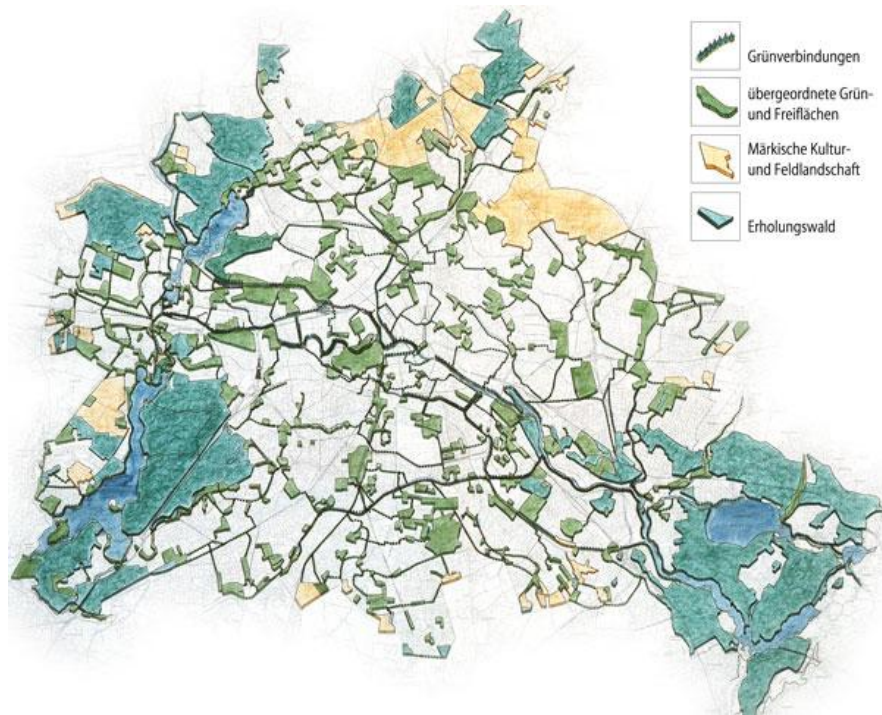 Grünverbindungen
übergeordnete Grün-
und Freiflächen
Märkische Kultur-
und Feldlandschaft
Erholungswald